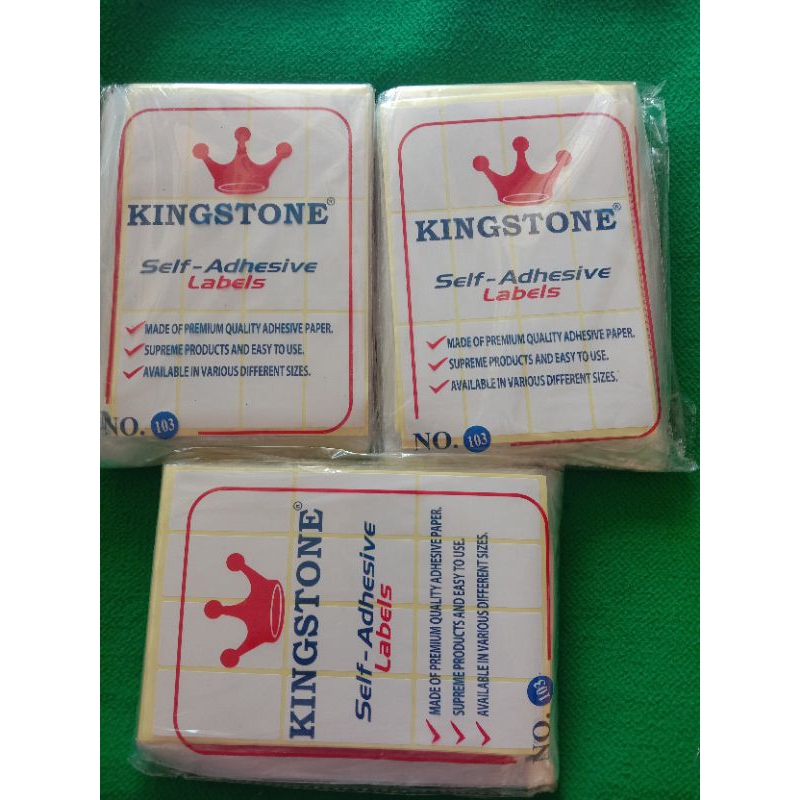 KINGSTONE®
Self-Adhesive
Labels
MADE OF PREMIUM QUALITY ADHESIVE PAPER.
SUPREME PRODUCTS AND EASY TO USE.
AVAILABLE IN VARIOUS DIFFERENT SIZES.
NO. 103
KINGSTONE®
Self-Adhesive
Labels
MADE OF PREMIUM QUALITY ADHESIVE PAPER.
SUPREME PRODUCTS AND EASY TO USE.
AVAILABLE IN VARIOUS DIFFERENT SIZES.
NO. 103
KINGSTONE®
Self-Adhesive
Labels
MADE OF PREMIUM QUALITY ADHESIVE PAPER.
SUPREME PRODUCTS AND EASY TO USE.
AVAILABLE IN VARIOUS DIFFERENT SIZES.
NO. 103